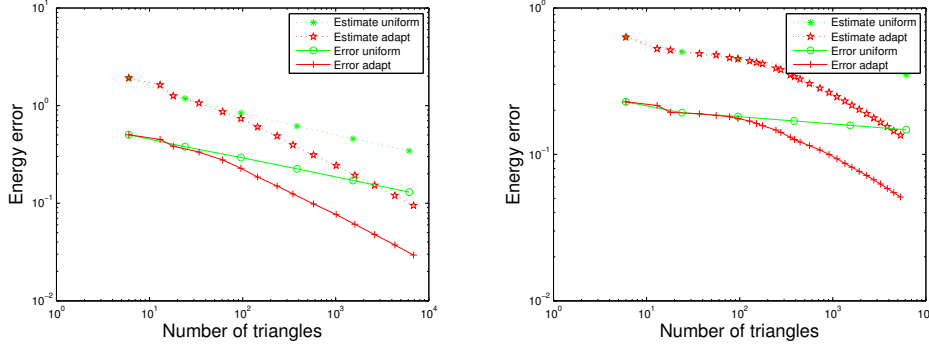 Estimate uniform
Estimate adapt
Error uniform
Error adapt
10^1
10^0
10^-1
10^-2
Energy error
10^0
10^1
10^2
10^3
10^4
Number of triangles
Estimate uniform
Estimate adapt
Error uniform
Error adapt
10^0
10^-1
10^-2
Energy error
10^0
10^1
10^2
10^3
Number of triangles